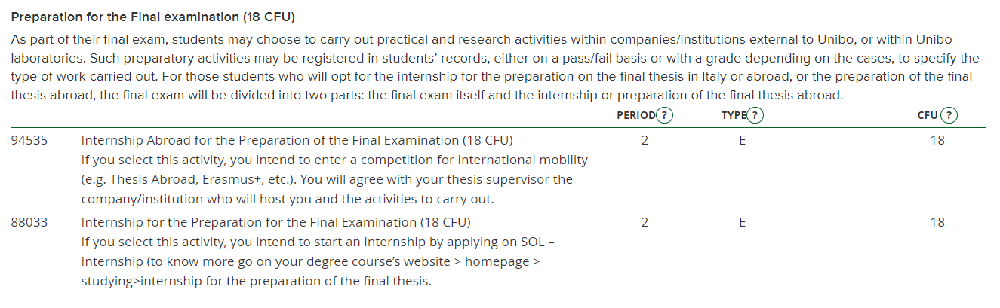 Preparation for the Final examination (18 CFU)
As part of their final exam, students may choose to carry out practical and research activities within companies/institutions external to Unibo, or within Unibo
laboratories. Such preparatory activities may be registered in students’ records, either on a pass/fail basis or with a grade depending on the cases, to specify the
type of work carried out. For those students who will opt for the internship for the preparation on the final thesis in Italy or abroad, or the preparation of the final
thesis abroad, the final exam will be divided into two parts: the final exam itself and the internship or preparation of the final thesis abroad.
PERIOD ? TYPE ? CFU ?
94535 Internship Abroad for the Preparation of the Final Examination (18 CFU) 2 E 18
If you select this activity, you intend to enter a competition for international mobility
(e.g. Thesis Abroad, Erasmus+, etc.). You will agree with your thesis supervisor the
company/institution who will host you and the activities to carry out.
88033 Internship for the Preparation for the Final Examination (18 CFU) 2 E 18
If you select this activity, you intend to start an internship by applying on SOL –
Internship (to know more go on your degree course’s website > homepage >
studying>internship for the preparation of the final thesis.